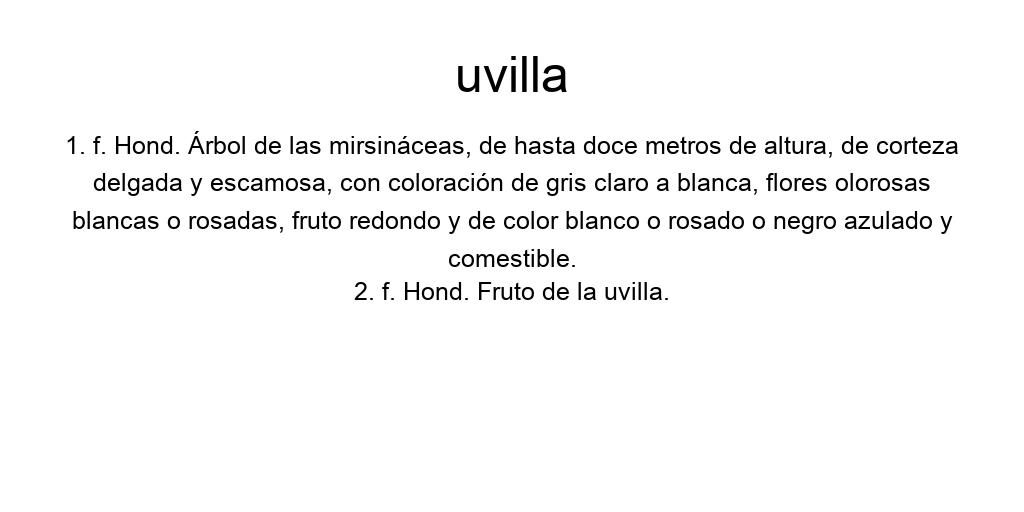 uvilla
1. f. Hond. Árbol de las mirsináceas, de hasta doce metros de altura, de corteza
delgada y escamosa, con coloración de gris claro a blanca, flores olorosas
blancas o rosadas, fruto redondo y de color blanco o rosado o negro azulado y
comestible.
2. f. Hond. Fruto de la uvilla.